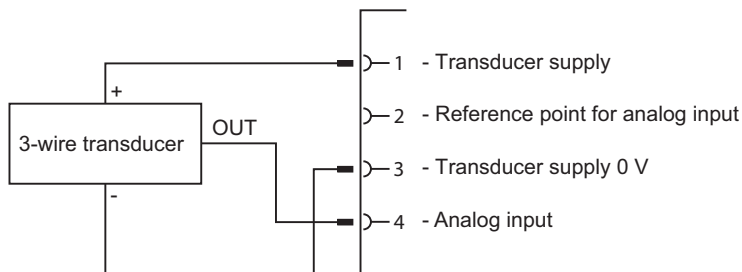 1 - Transducer supply
+
2 - Reference point for analog input
OUT
3-wire transducer
3 - Transducer supply 0 V
-
4 - Analog input